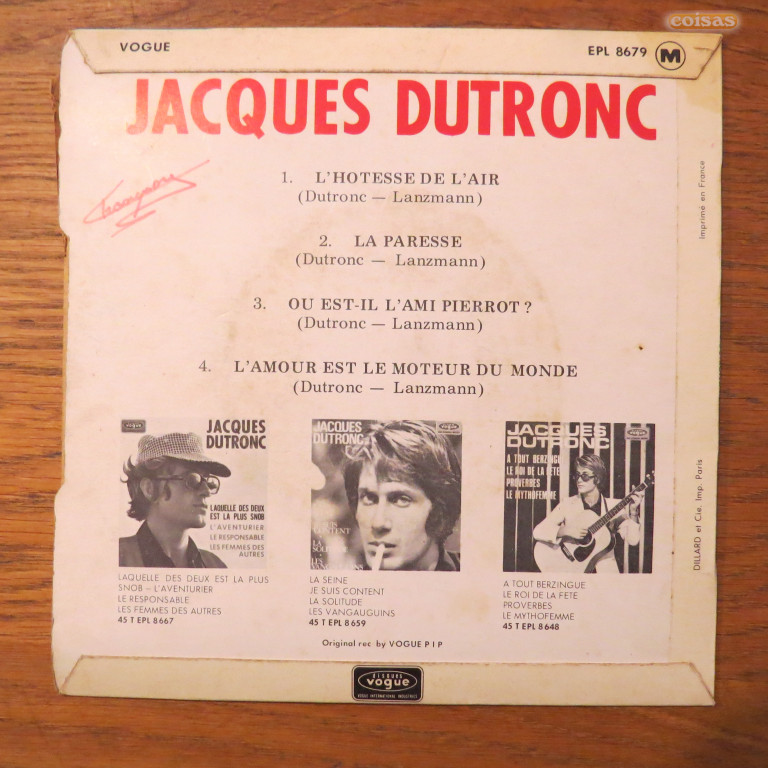 coisas
VOGUE
EPL 8679 M
JACQUES DUTRONC
1. L'HOTESSE DE L'AIR
(Dutronc — Lanzmann)
2. LA PARESSE
(Dutronc — Lanzmann)
3. OU EST-IL L'AMI PIERROT ?
(Dutronc — Lanzmann)
4. L'AMOUR EST LE MOTEUR DU MONDE
(Dutronc — Lanzmann)
Imprimé en France
DILLARD et Cie. Imp. Paris
JACQUES
DUTRONC
LAQUELLE DES DEUX
EST LA PLUS SNOB
L'AVENTURIER
LE RESPONSABLE
LES FEMMES DES
AUTRES
LAQUELLE DES DEUX EST LA PLUS
SNOB – L'AVENTURIER
LE RESPONSABLE
LES FEMMES DES AUTRES
45 T EPL 8667
JACQUES
DUTRONC
LA SEINE
JE SUIS CONTENT
LA SOLITUDE
LES VANGAUGUINS
45 T EPL 8659
JACQUES
DUTRONC
A TOUT BERZINGUE
LE ROI DE LA FETE
PROVERBES
LE MYTHOFEMME
A TOUT BERZINGUE
LE ROI DE LA FETE
PROVERBES
LE MYTHOFEMME
45 T EPL 8648
Original rec by VOGUE P I P
DISQUES
vogue
VOGUE INTERNATIONAL INDUSTRIES